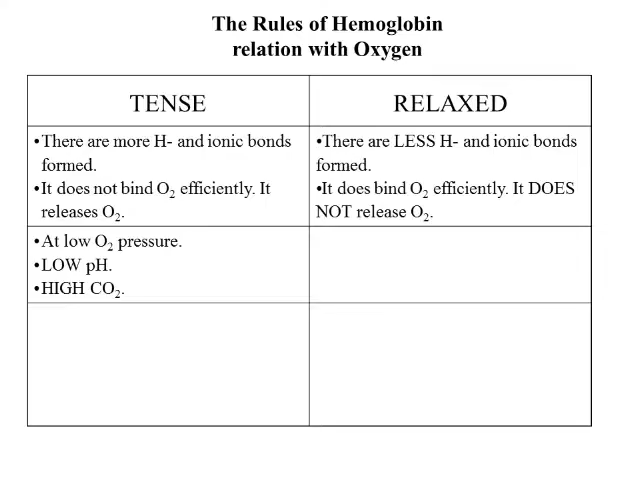 The Rules of Hemoglobin
relation with Oxygen
TENSE
RELAXED
•There are more H- and ionic bonds
formed.
•It does not bind O₂ efficiently. It
releases O₂.
•There are LESS H- and ionic bonds
formed.
•It does bind O₂ efficiently. It DOES
NOT release O₂.
•At low O₂ pressure.
•LOW pH.
•HIGH CO₂.